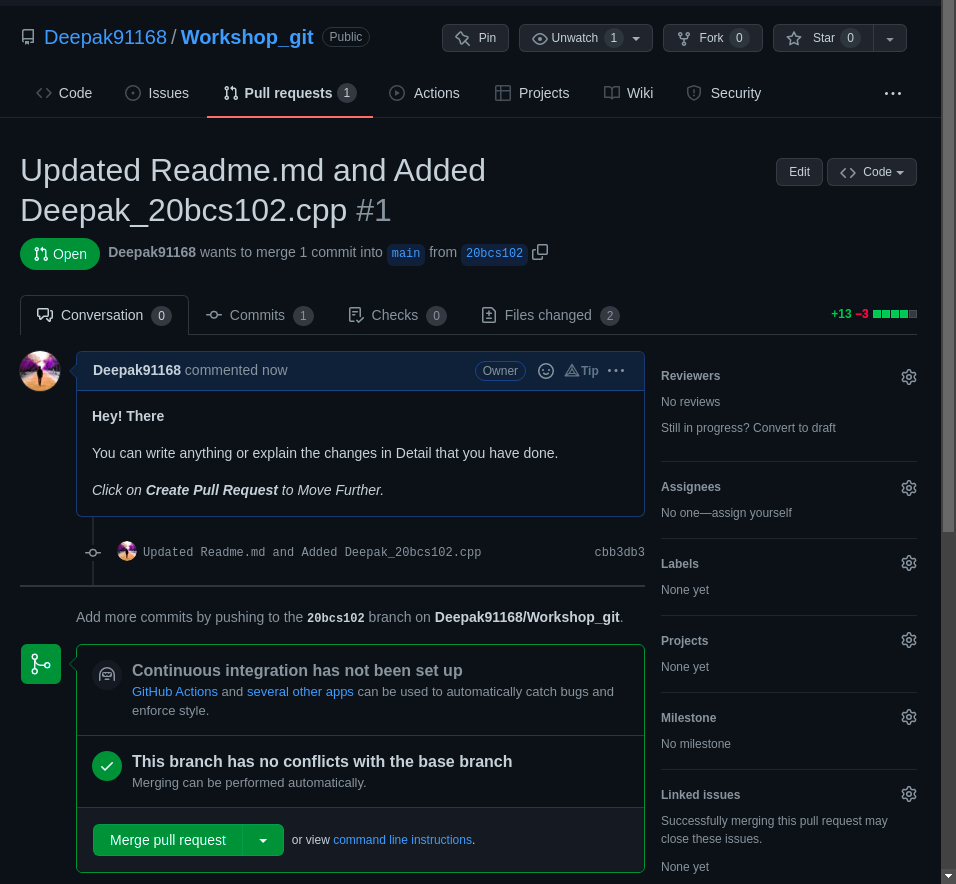 Deepak91168 / Workshop_git Public
Pin Unwatch 1 Fork 0 Star 0
Code Issues Pull requests 1 Actions Projects Wiki Security
Updated Readme.md and Added
Deepak_20bcs102.cpp #1
Edit Code
Open Deepak91168 wants to merge 1 commit into main from 20bcs102
Conversation 0 Commits 1 Checks 0 Files changed 2 +13 −3
Deepak91168 commented now Owner Tip
Hey! There
You can write anything or explain the changes in Detail that you have done.
Click on Create Pull Request to Move Further.
Updated Readme.md and Added Deepak_20bcs102.cpp cbb3db3
Add more commits by pushing to the 20bcs102 branch on Deepak91168/Workshop_git.
Continuous integration has not been set up
GitHub Actions and several other apps can be used to automatically catch bugs and
enforce style.
This branch has no conflicts with the base branch
Merging can be performed automatically.
Merge pull request or view command line instructions.
Reviewers
No reviews
Still in progress? Convert to draft
Assignees
No one—assign yourself
Labels
None yet
Projects
None yet
Milestone
No milestone
Linked issues
Successfully merging this pull request may
close these issues.
None yet